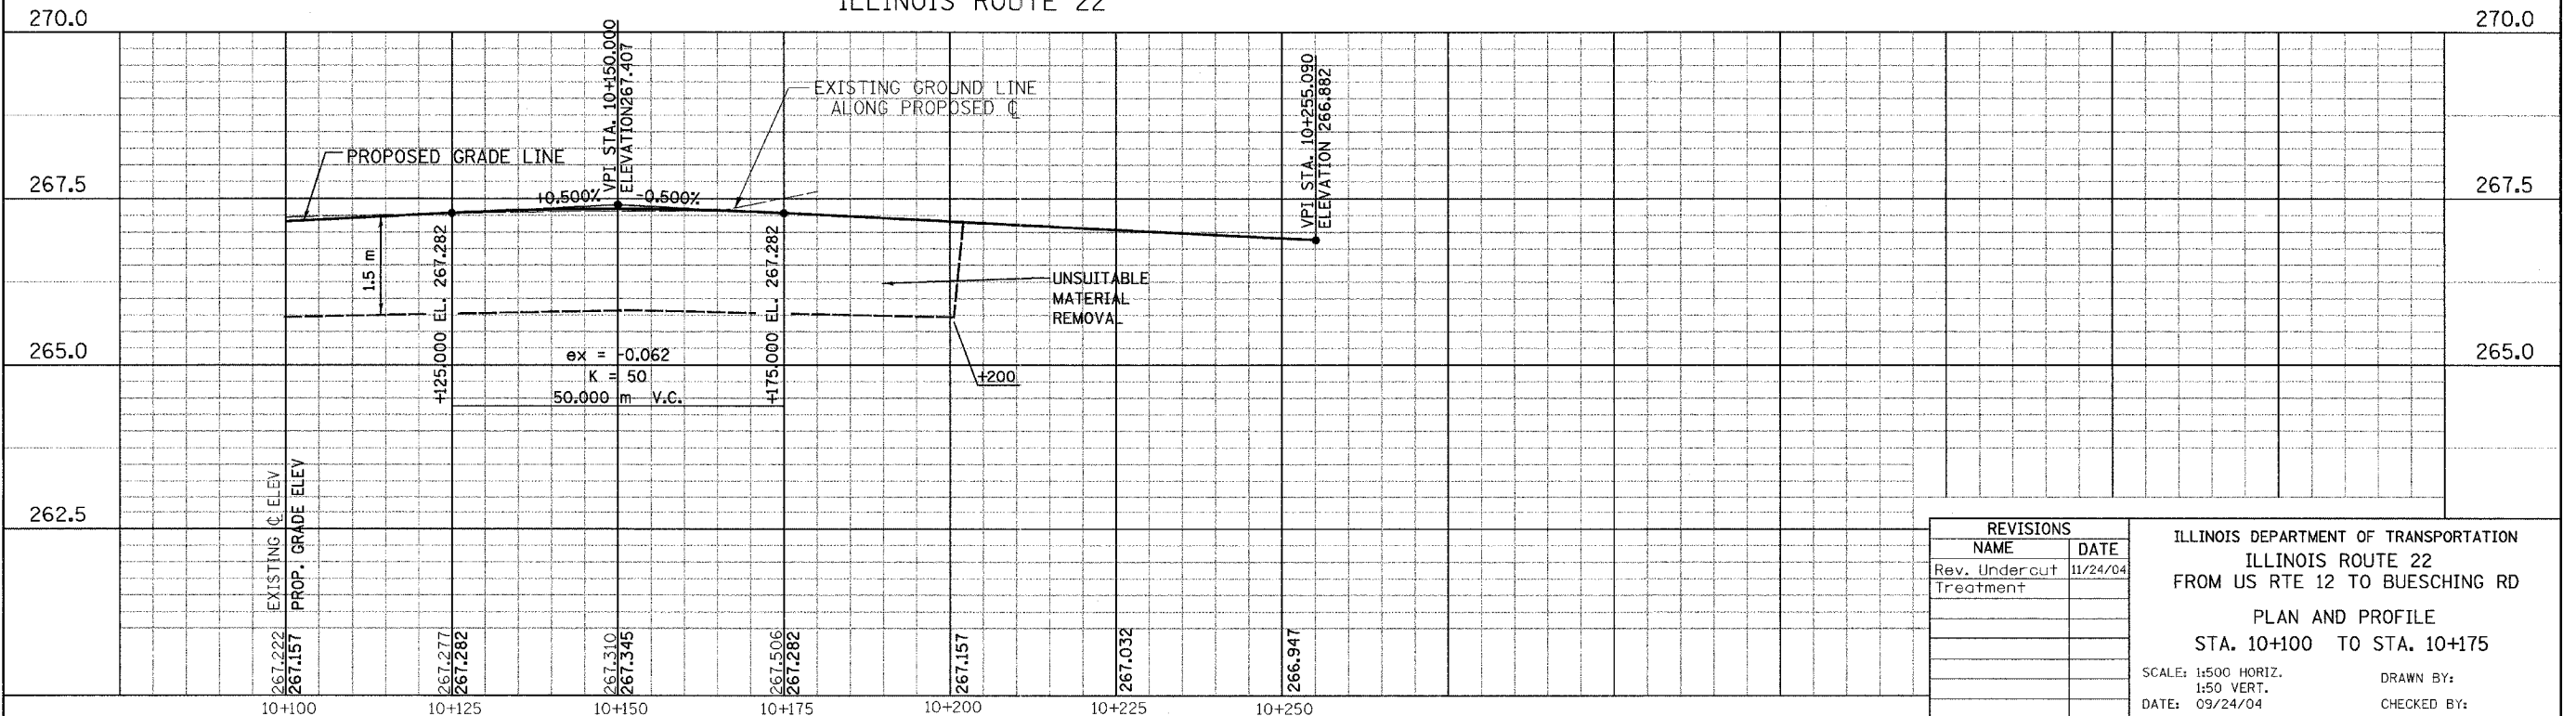 ILLINOIS ROUTE 22
270.0
270.0
VPI STA. 10+150.000
ELEVATION267.407
VPI STA. 10+255.090
ELEVATION 266.882
EXISTING GROUND LINE
ALONG PROPOSED ℄
PROPOSED GRADE LINE
267.5
267.5
+0.500%
-0.500%
1.5 m
+125.000 EL. 267.282
+175.000 EL. 267.282
UNSUITABLE
MATERIAL
REMOVAL
265.0
265.0
ex = -0.062
K = 50
50.000 m V.C.
+200
EXISTING ℄ ELEV
PROP. GRADE ELEV
262.5
267.222
267.157
267.277
267.282
267.310
267.345
267.506
267.282
267.157
267.032
266.947
10+100
10+125
10+150
10+175
10+200
10+225
10+250
REVISIONS
NAME DATE
Rev. Undercut 11/24/04
Treatment
ILLINOIS DEPARTMENT OF TRANSPORTATION
ILLINOIS ROUTE 22
FROM US RTE 12 TO BUESCHING RD
PLAN AND PROFILE
STA. 10+100 TO STA. 10+175
SCALE: 1:500 HORIZ.
1:50 VERT.
DATE: 09/24/04
DRAWN BY:
CHECKED BY: